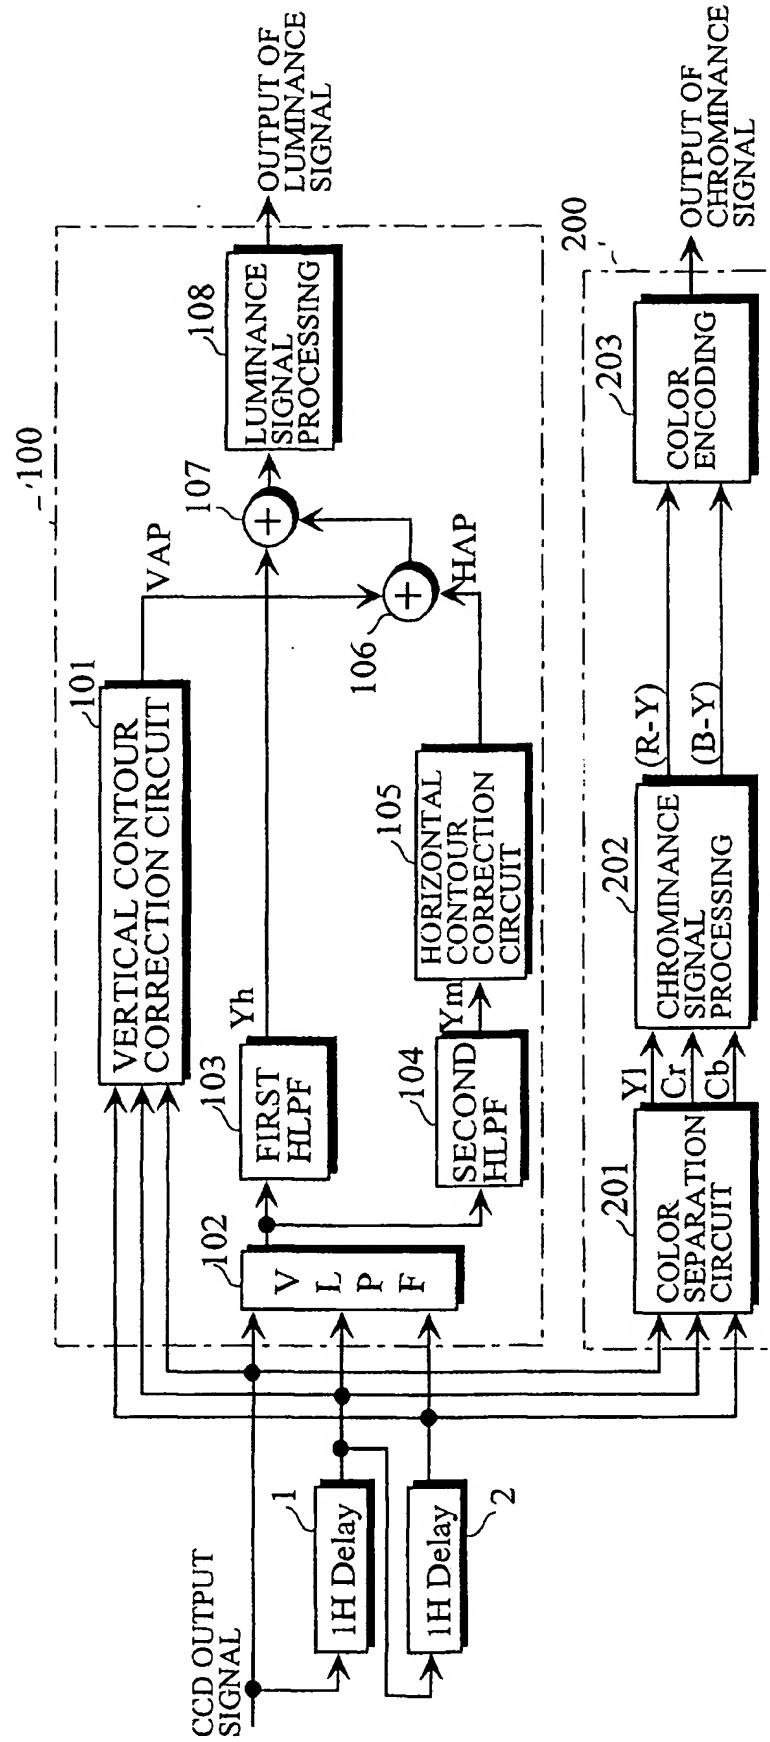 CCD OUTPUT
SIGNAL
1H Delay
1
1H Delay
2
100
VERTICAL CONTOUR
CORRECTION CIRCUIT
101
VAP
V
L
P
F
102
FIRST
HLPF
103
Yh
SECOND
HLPF
104
Ym
HORIZONTAL
CONTOUR
CORRECTION
CIRCUIT
105
HAP
+
106
+
107
LUMINANCE
SIGNAL
PROCESSING
108
OUTPUT OF
LUMINANCE
SIGNAL
200
COLOR
SEPARATION
CIRCUIT
201
Yl
Cr
Cb
CHROMINANCE
SIGNAL
PROCESSING
202
(R-Y)
(B-Y)
COLOR
ENCODING
203
OUTPUT OF
CHROMINANCE
SIGNAL